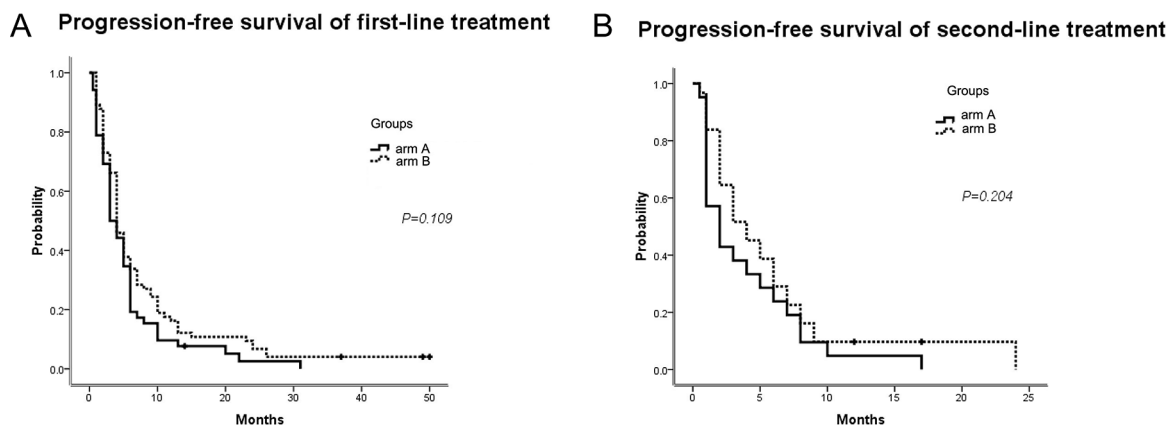 A Progression-free survival of first-line treatment
1.0
0.8
0.6
0.4
0.2
0.0
Probability
Groups
arm A
arm B
P=0.109
0 10 20 30 40 50
Months
B Progression-free survival of second-line treatment
1.0
0.8
0.6
0.4
0.2
0.0
Probability
Groups
arm A
arm B
P=0.204
0 5 10 15 20 25
Months